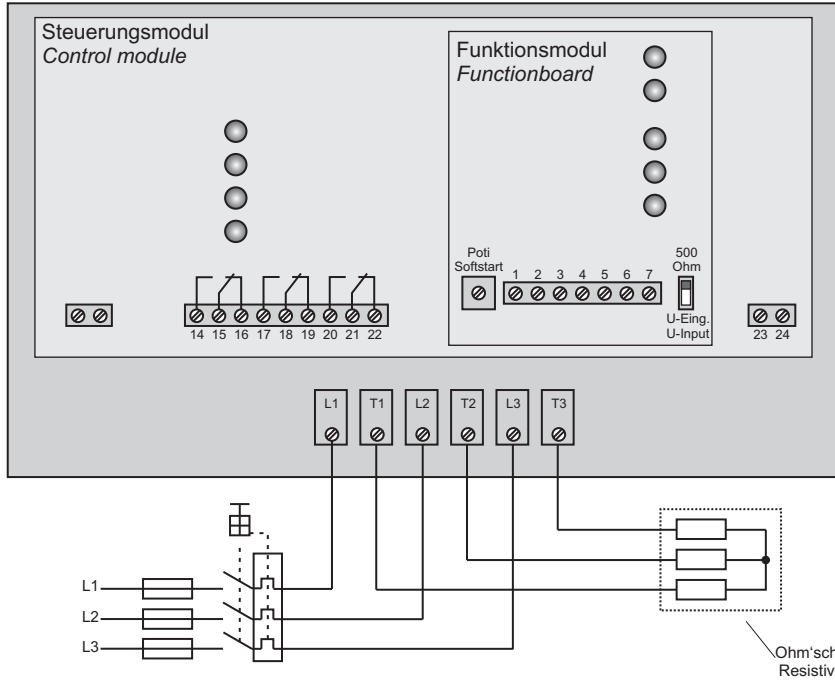 Steuerungsmodul
Control module
Funktionsmodul
Functionboard
Poti
Softstart
1 2 3 4 5 6 7
500
Ohm
U-Eing.
U-Input
14 15 16 17 18 19 20 21 22
23 24
L1 T1 L2 T2 L3 T3
L1
L2
L3
Ohm‘sch
Resistiv